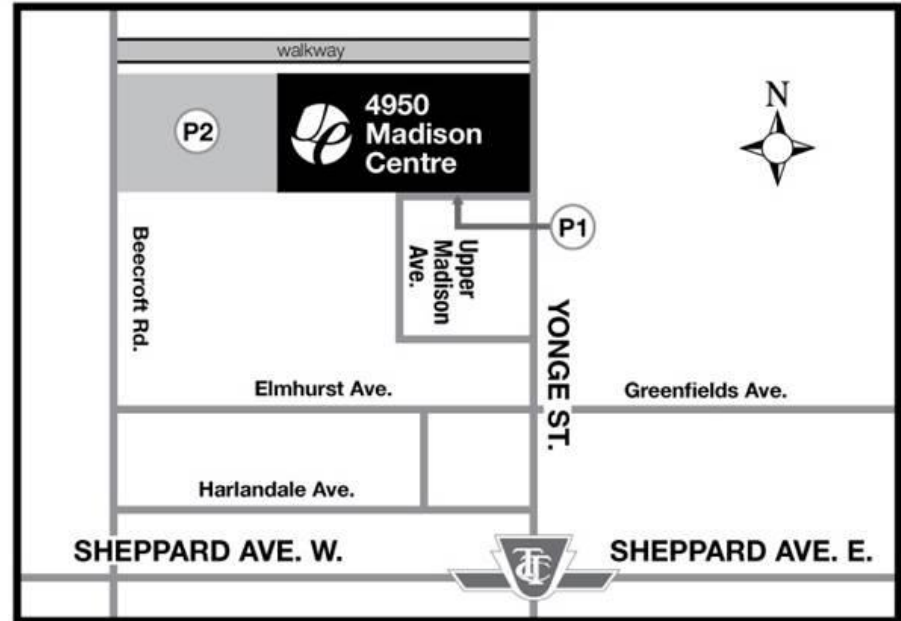 walkway
P2
4950
Madison
Centre
N
P1
Beecroft Rd.
Upper
Madison
Ave.
YONGE ST.
Elmhurst Ave.
Greenfields Ave.
Harlandale Ave.
SHEPPARD AVE. W.
TTC
SHEPPARD AVE. E.